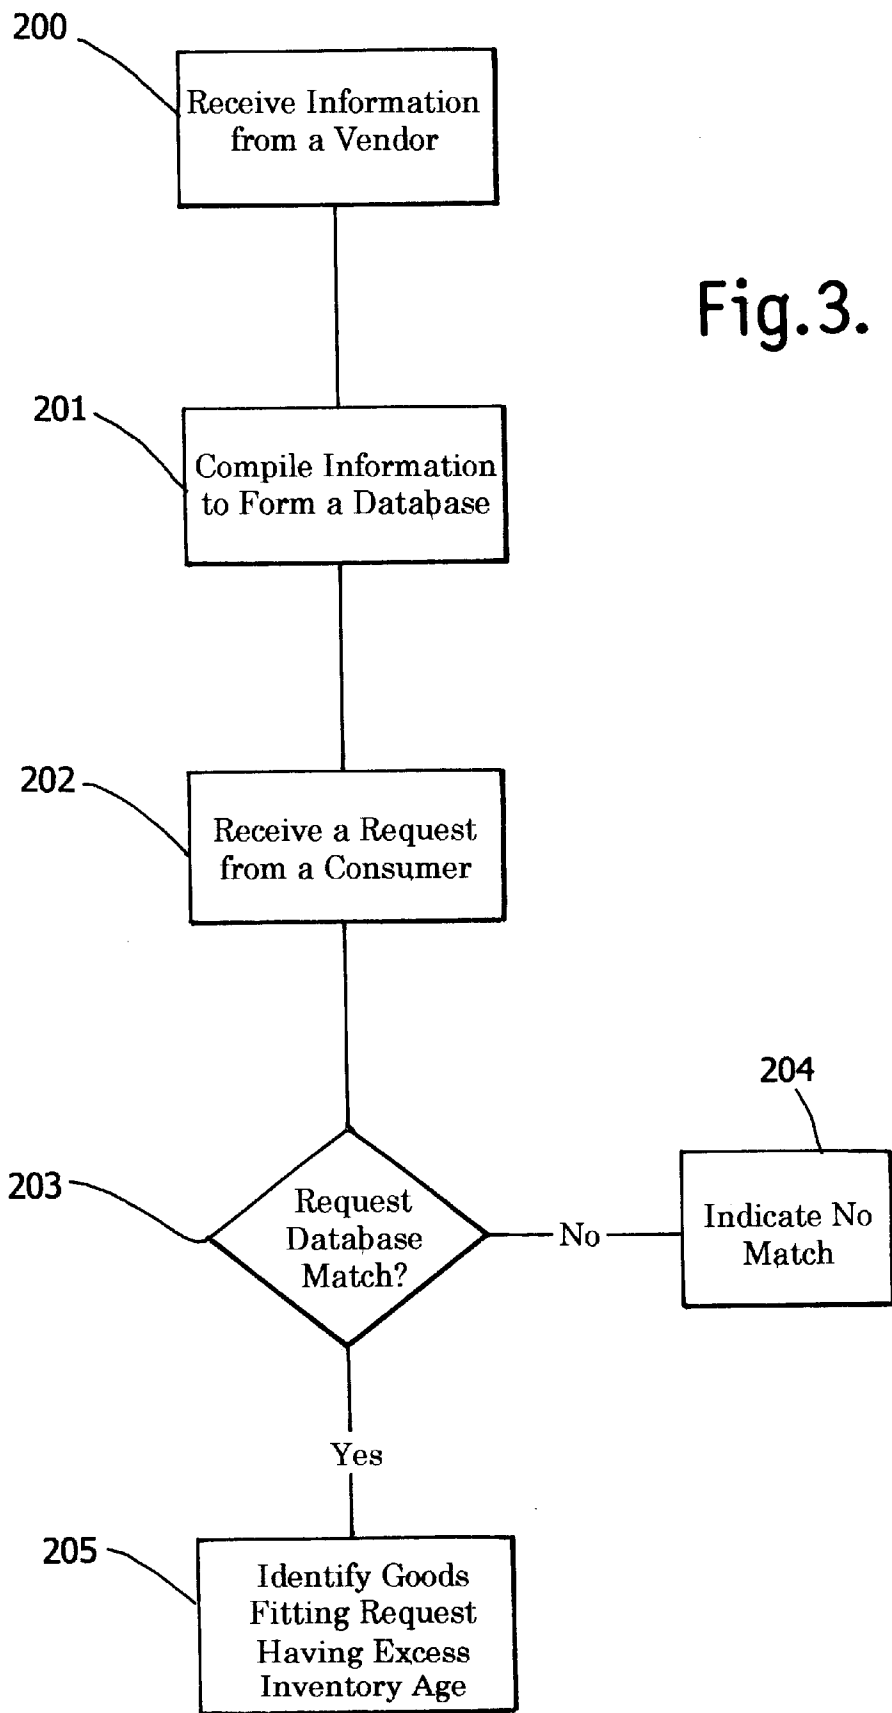 200
Receive Information
from a Vendor
Fig.3.
201
Compile Information
to Form a Database
202
Receive a Request
from a Consumer
204
203
Request
Database
Match?
No
Indicate No
Match
Yes
205
Identify Goods
Fitting Request
Having Excess
Inventory Age